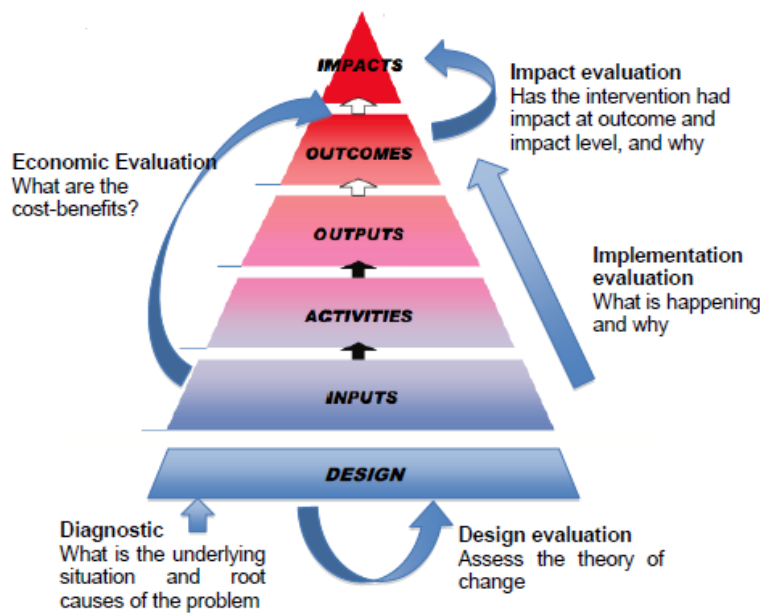 IMPACTS
Impact evaluation
Has the intervention had
impact at outcome and
impact level, and why
OUTCOMES
Economic Evaluation
What are the
cost-benefits?
OUTPUTS
Implementation
evaluation
What is happening
and why
ACTIVITIES
INPUTS
DESIGN
Diagnostic
What is the underlying
situation and root
causes of the problem
Design evaluation
Assess the theory of
change